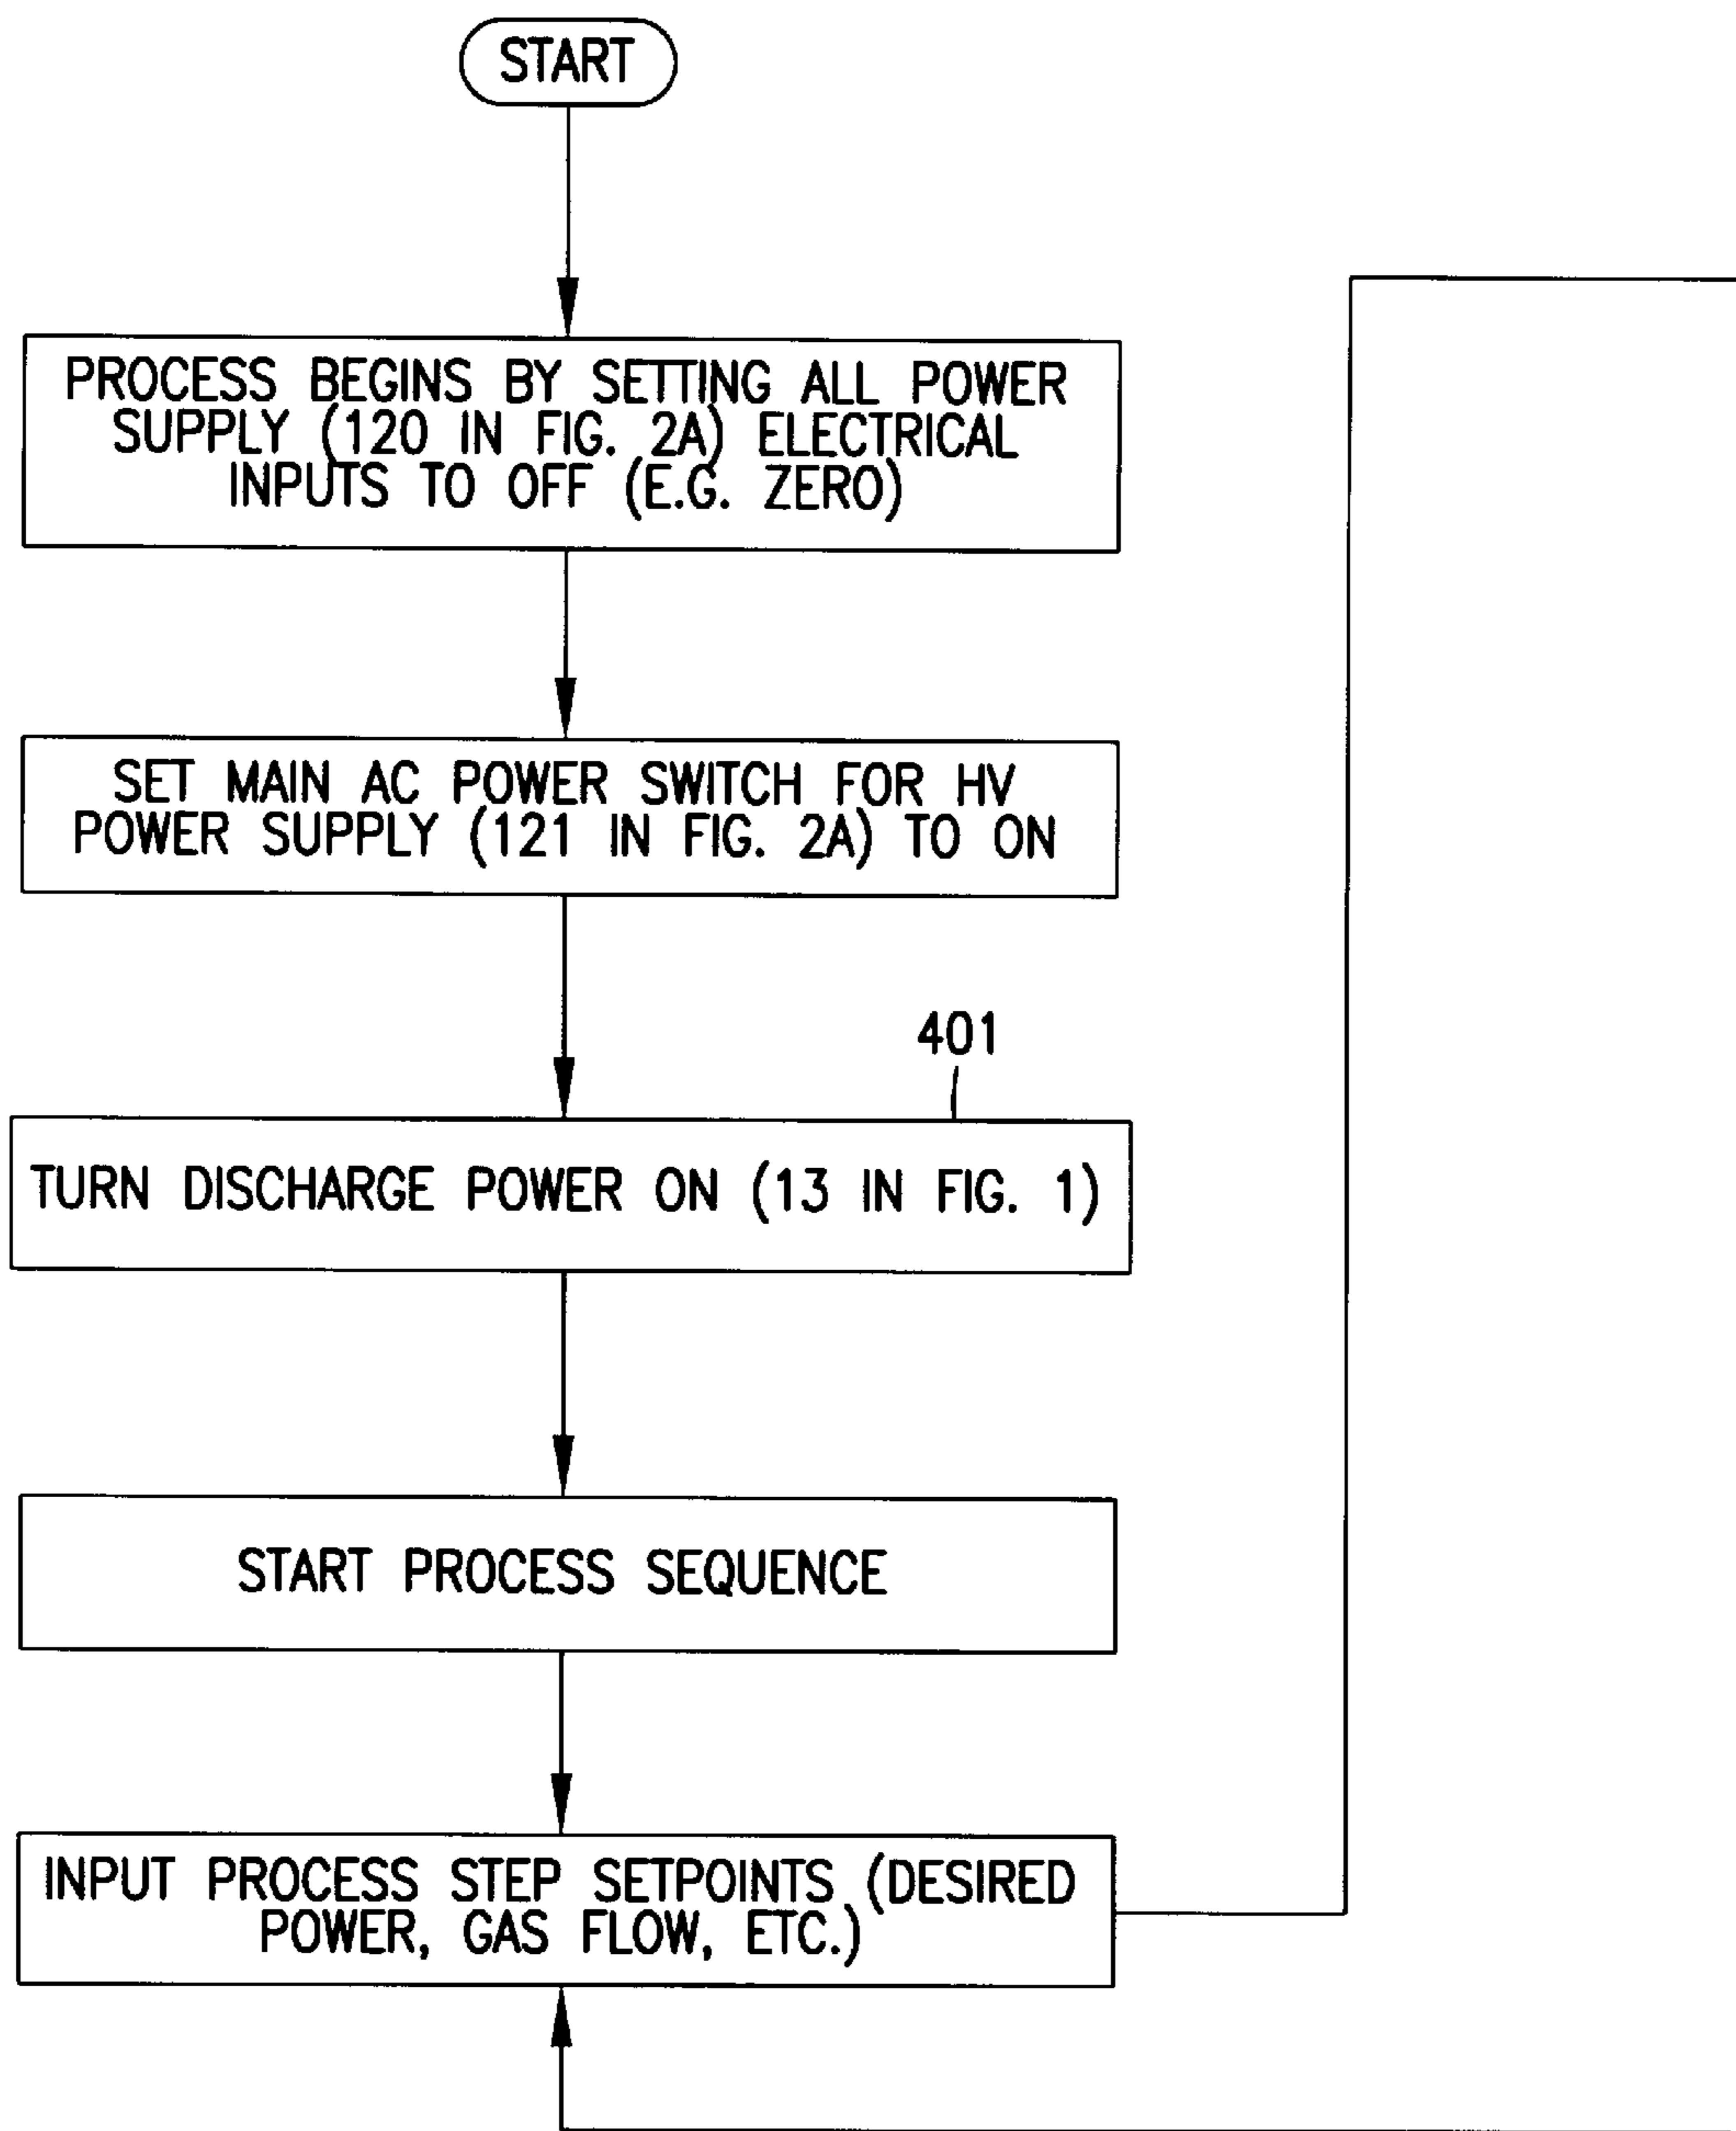 START
PROCESS BEGINS BY SETTING ALL POWER
SUPPLY (120 IN FIG. 2A) ELECTRICAL
INPUTS TO OFF (E.G. ZERO)
SET MAIN AC POWER SWITCH FOR HV
POWER SUPPLY (121 IN FIG. 2A) TO ON
401
TURN DISCHARGE POWER ON (13 IN FIG. 1)
START PROCESS SEQUENCE
INPUT PROCESS STEP SETPOINTS (DESIRED
POWER, GAS FLOW, ETC.)